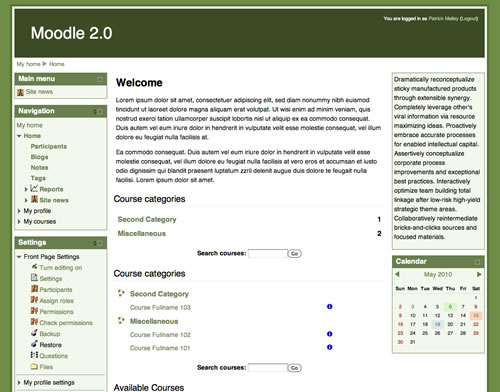 You are logged in as Patrick Malley (Logout)
Moodle 2.0
My home ▶ Home
Main menu
Site news
Navigation
My home
Home
Participants
Blogs
Notes
Tags
Reports
Site news
My profile
My courses
Settings
Front Page Settings
Turn editing on
Settings
Participants
Assign roles
Permissions
Check permissions
Backup
Restore
Questions
Files
My profile settings
Welcome
Lorem ipsum dolor sit amet, consectetuer adipiscing elit, sed diam nonummy nibh euismod
tincidunt ut laoreet dolore magna aliquam erat volutpat. Ut wisi enim ad minim veniam, quis
nostrud exerci tation ullamcorper suscipit lobortis nisl ut aliquip ex ea commodo consequat.
Duis autem vel eum iriure dolor in hendrerit in vulputate velit esse molestie consequat, vel illum
dolore eu feugiat nulla facilisis at.
Ea commodo consequat. Duis autem vel eum iriure dolor in hendrerit in vulputate velit esse
molestie consequat, vel illum dolore eu feugiat nulla facilisis at vero eros et accumsan et iusto
odio dignissim qui blandit praesent luptatum zzril delenit augue duis dolore te feugait nulla
facilisi. Lorem ipsum dolor sit amet.
Course categories
Second Category 1
Miscellaneous 2
Search courses: Go
Course categories
Second Category
Course Fullname 103
Miscellaneous
Course Fullname 102
Course Fullname 101
Search courses: Go
Available Courses
Dramatically reconceptualize
sticky manufactured products
through extensive synergy.
Completely leverage other's
viral information via resource
maximizing ideas. Proactively
embrace accurate processes
for enabled intellectual capital.
Assertively conceptualize
corporate process
improvements and exceptional
best practices. Interactively
optimize team building total
linkage after low-risk high-yield
strategic theme areas.
Collaboratively reintermediate
bricks-and-clicks sources and
focused materials.
Calendar
◀ May 2010 ▶
Sun Mon Tue Wed Thu Fri Sat
1
2 3 4 5 6 7 8
9 10 11 12 13 14 15
16 17 18 19 20 21 22
23 24 25 26 27 28 29
30 31